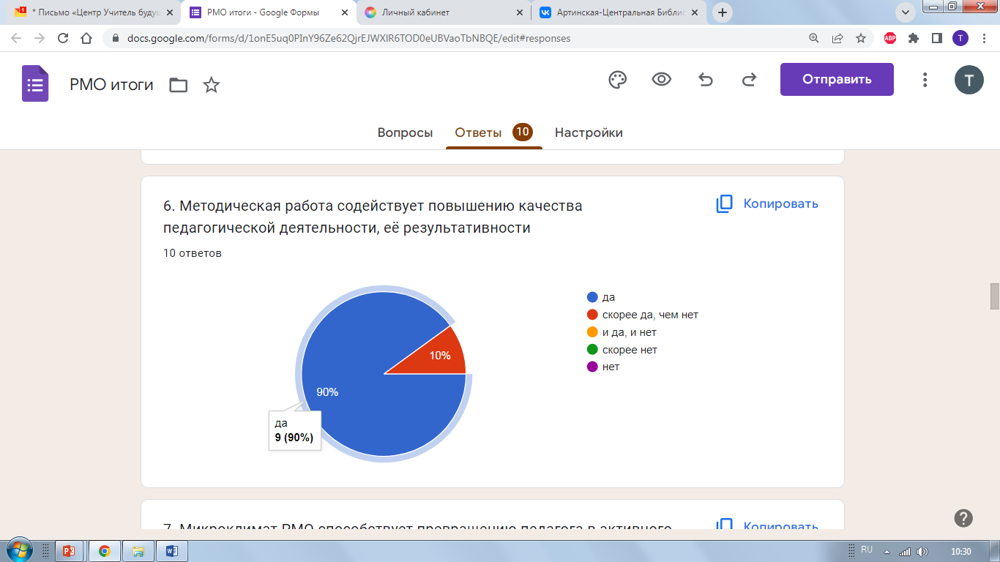 * Письмо «Центр Учитель будущ
РМО итоги - Google Формы
Личный кабинет
Артинская-Центральная Библис
docs.google.com/forms/d/1onE5uq0PInY96Ze62QjrEJWXlR6TOD0eUBVaoTbNBQE/edit#responses
ABP
T
РМО итоги
Отправить
T
Вопросы
Ответы 10
Настройки
6. Методическая работа содействует повышению качества
педагогической деятельности, её результативности
Копировать
10 ответов
да
скорее да, чем нет
и да, и нет
скорее нет
нет
10%
90%
да
9 (90%)
7. Микроклимат РМО способствует превращению педагога в активного
Копировать
RU
10:30